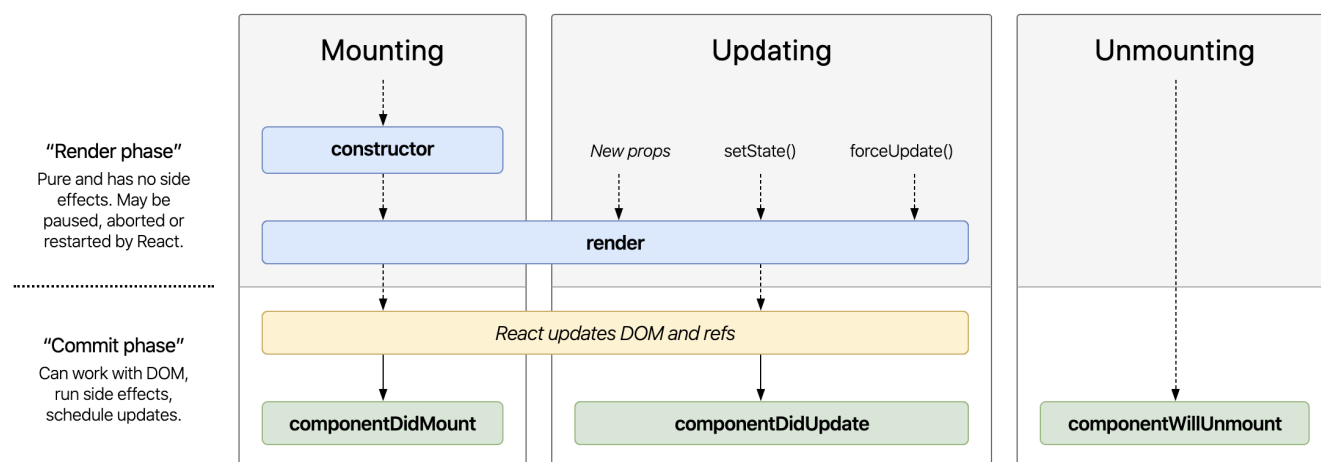 Mounting
Updating
Unmounting
“Render phase”
Pure and has no side
effects. May be
paused, aborted or
restarted by React.
constructor
New props
setState()
forceUpdate()
render
“Commit phase”
Can work with DOM,
run side effects,
schedule updates.
React updates DOM and refs
componentDidMount
componentDidUpdate
componentWillUnmount